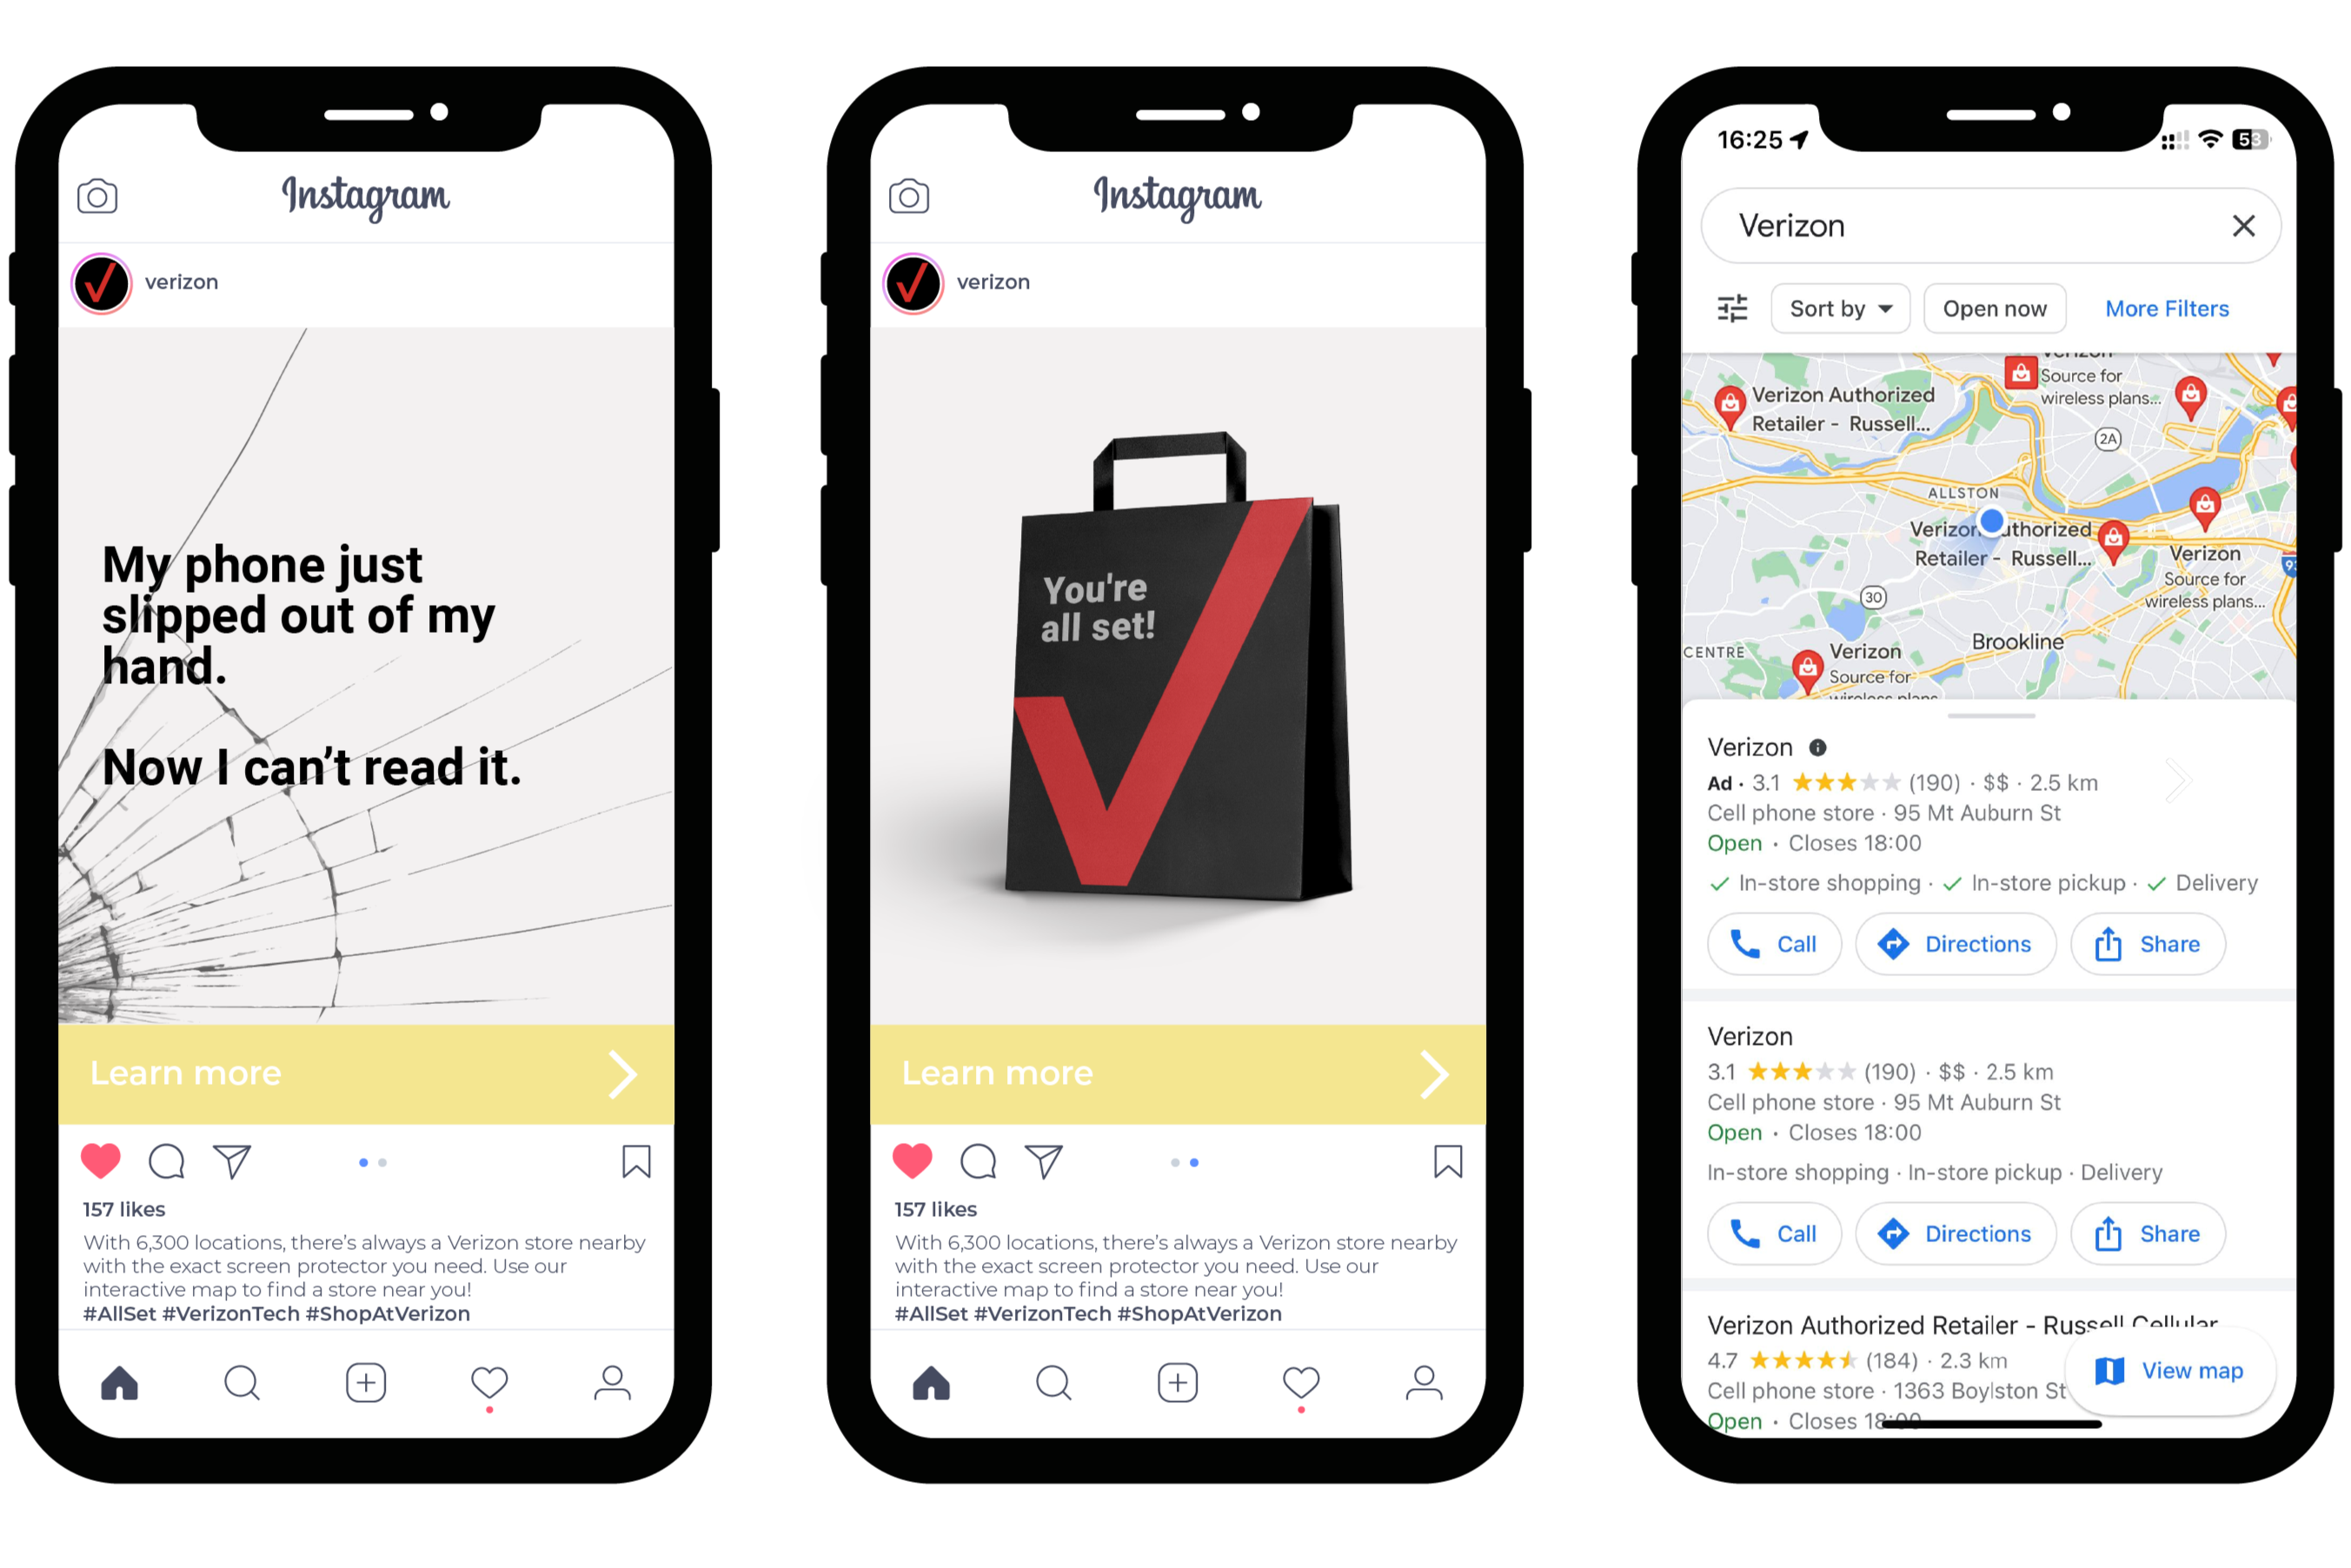 Instagram
verizon
My phone just
slipped out of my
hand.
Now I can’t read it.
Learn more
157 likes
With 6,300 locations, there’s always a Verizon store nearby
with the exact screen protector you need. Use our
interactive map to find a store near you!
#AllSet #VerizonTech #ShopAtVerizon
Instagram
verizon
You're
all set!
Learn more
157 likes
With 6,300 locations, there’s always a Verizon store nearby
with the exact screen protector you need. Use our
interactive map to find a store near you!
#AllSet #VerizonTech #ShopAtVerizon
16:25
53
Verizon
Sort by
Open now
More Filters
Verizon
Source for
wireless plans...
Verizon Authorized
Retailer - Russell...
2A
ALLSTON
Verizon Authorized
Retailer - Russell...
Verizon
Source for
wireless plans...
93
30
Brookline
CENTRE
Verizon
Source for
wireless plans
Verizon
Ad · 3.1 (190) · $$ · 2.5 km
Cell phone store · 95 Mt Auburn St
Open · Closes 18:00
In-store shopping · In-store pickup · Delivery
Call
Directions
Share
Verizon
3.1 (190) · $$ · 2.5 km
Cell phone store · 95 Mt Auburn St
Open · Closes 18:00
In-store shopping · In-store pickup · Delivery
Call
Directions
Share
Verizon Authorized Retailer - Russell Cellular
4.7 (184) · 2.3 km
Cell phone store · 1363 Boylston St
Open · Closes 18:00
View map